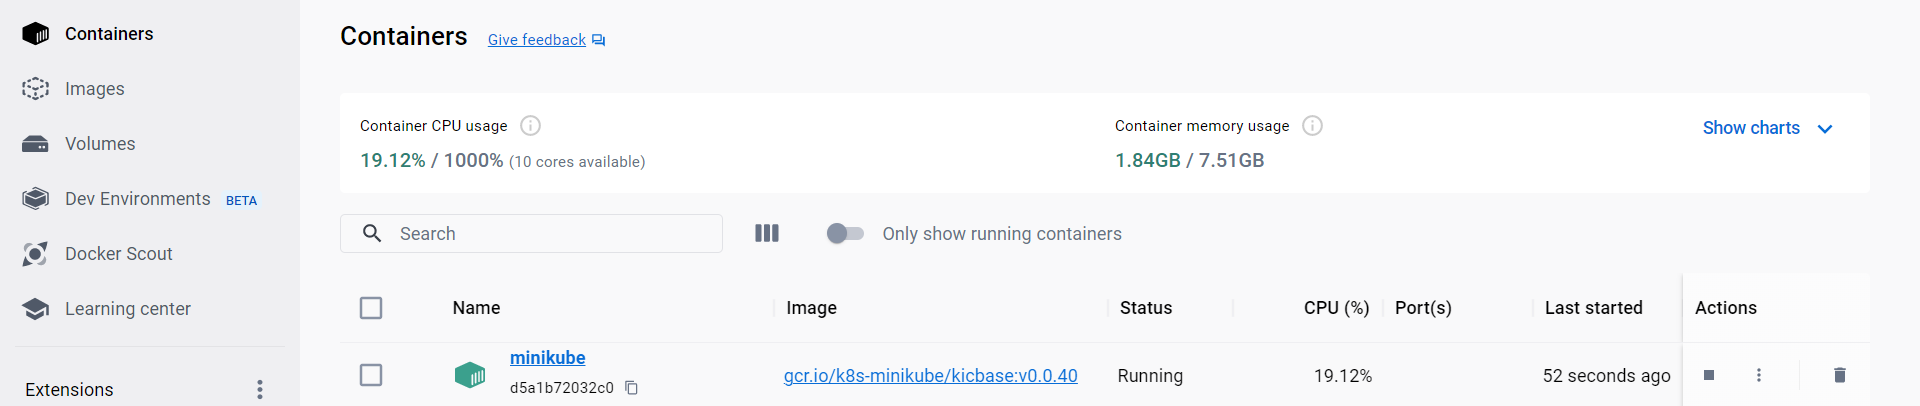 Containers
Images
Volumes
Dev Environments BETA
Docker Scout
Learning center
Extensions
Containers Give feedback
Container CPU usage
19.12% / 1000% (10 cores available)
Container memory usage
1.84GB / 7.51GB
Show charts
Search
Only show running containers
Name Image Status CPU (%) Port(s) Last started Actions
minikube
d5a1b72032c0
gcr.io/k8s-minikube/kicbase:v0.0.40 Running 19.12% 52 seconds ago